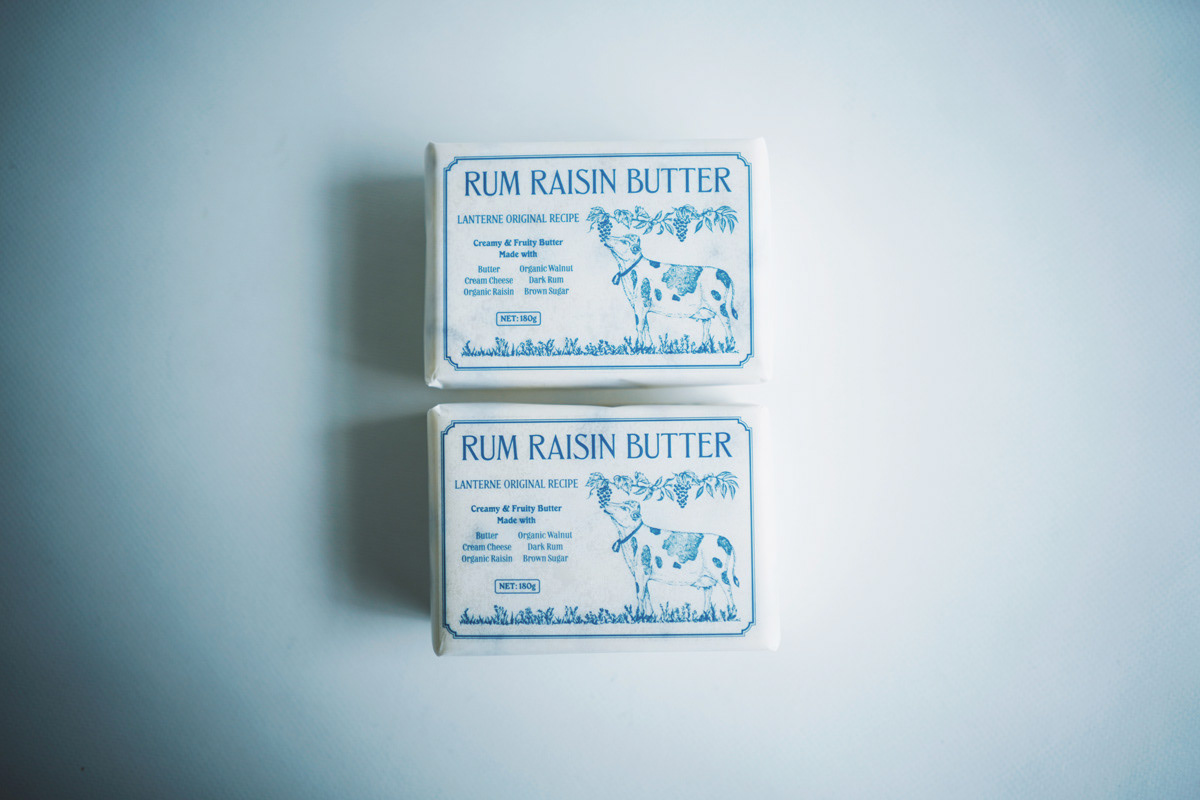 RUM RAISIN BUTTER
LANTERNE ORIGINAL RECIPE
Creamy & Fruity Butter
Made with
Butter Organic Walnut
Cream Cheese Dark Rum
Organic Raisin Brown Sugar
NET: 180g
RUM RAISIN BUTTER
LANTERNE ORIGINAL RECIPE
Creamy & Fruity Butter
Made with
Butter Organic Walnut
Cream Cheese Dark Rum
Organic Raisin Brown Sugar
NET: 180g